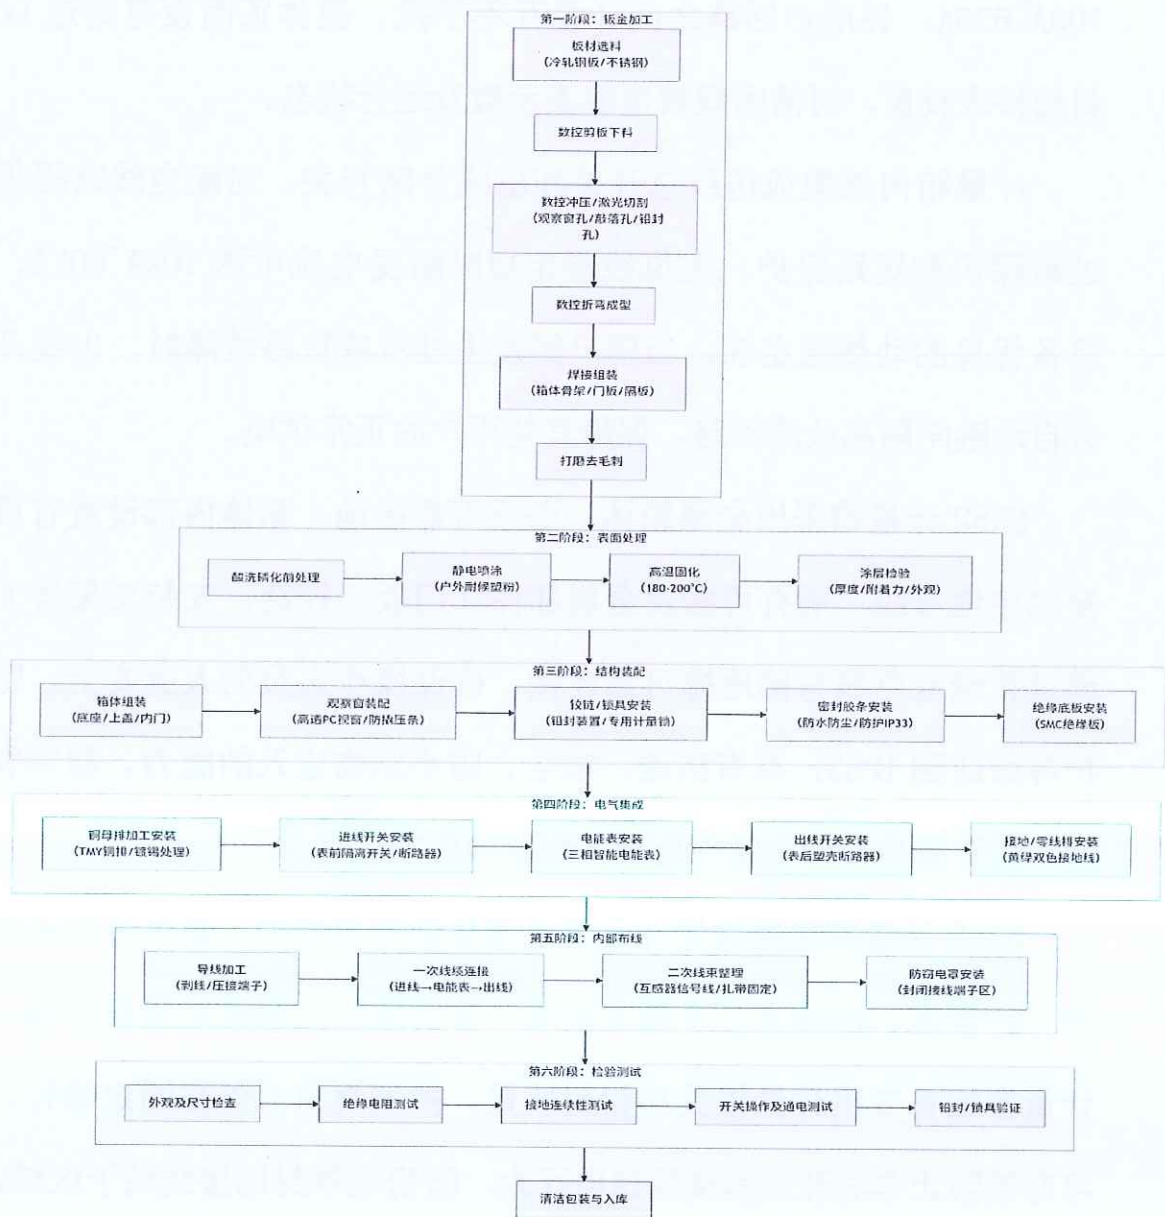 第一阶段：钣金加工
板材选料
(冷轧钢板/不锈钢)
数控剪板下料
数控冲压/激光切割
(观察窗孔/敲落孔/铅封
孔)
数控折弯成型
焊接组装
(箱体骨架/门板/隔板)
打磨去毛刺
第二阶段：表面处理
酸洗磷化前处理
静电喷涂
(户外耐候塑粉)
高温固化
(180-200°C)
涂层检验
(厚度/附着力/外观)
第三阶段：结构装配
箱体组装
(底座/上盖/内门)
观察窗装配
(高透PC视窗/防撬压条)
铰链/锁具安装
(铅封装置/专用计量锁)
密封胶条安装
(防水防尘/防护IP33)
绝缘底板安装
(SMC绝缘板)
第四阶段：电气集成
铜母排加工安装
(TMY铜排/镀锡处理)
进线开关安装
(表前隔离开关/断路器)
电能表安装
(三相智能电能表)
出线开关安装
(表后塑壳断路器)
接地/零线排安装
(黄绿双色接地线)
第五阶段：内部布线
导线加工
(剥线/压接端子)
一次线缆连接
(进线→电能表→出线)
二次线束整理
(互感器信号线/扎带固定)
防窃电罩安装
(封闭接线端子区)
第六阶段：检验测试
外观及尺寸检查
绝缘电阻测试
接地连续性测试
开关操作及通电测试
铅封/锁具验证
清洁包装与入库